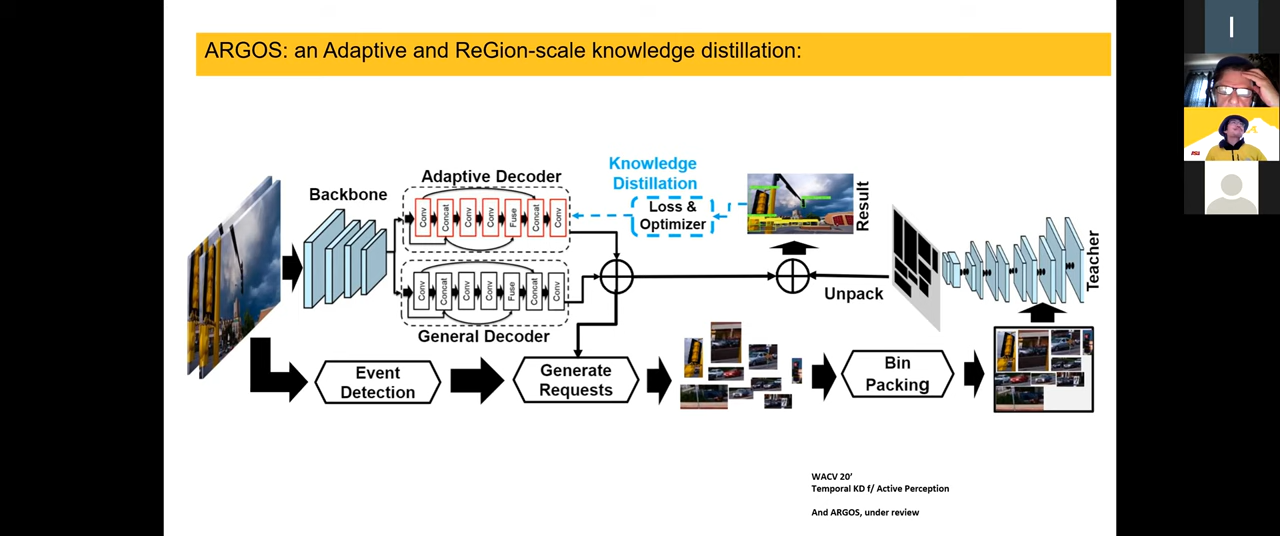 ARGOS: an Adaptive and ReGion-scale knowledge distillation:
I
Backbone
Adaptive Decoder
Conv
Concat
Conv
Conv
Fuse
Concat
Conv
Knowledge
Distillation
Loss &
Optimizer
Result
Teacher
Conv
Concat
Conv
Conv
Fuse
Concat
Conv
General Decoder
Unpack
Event
Detection
Generate
Requests
Bin
Packing
WACV 20'
Temporal KD f/ Active Perception
And ARGOS, under review
ASU